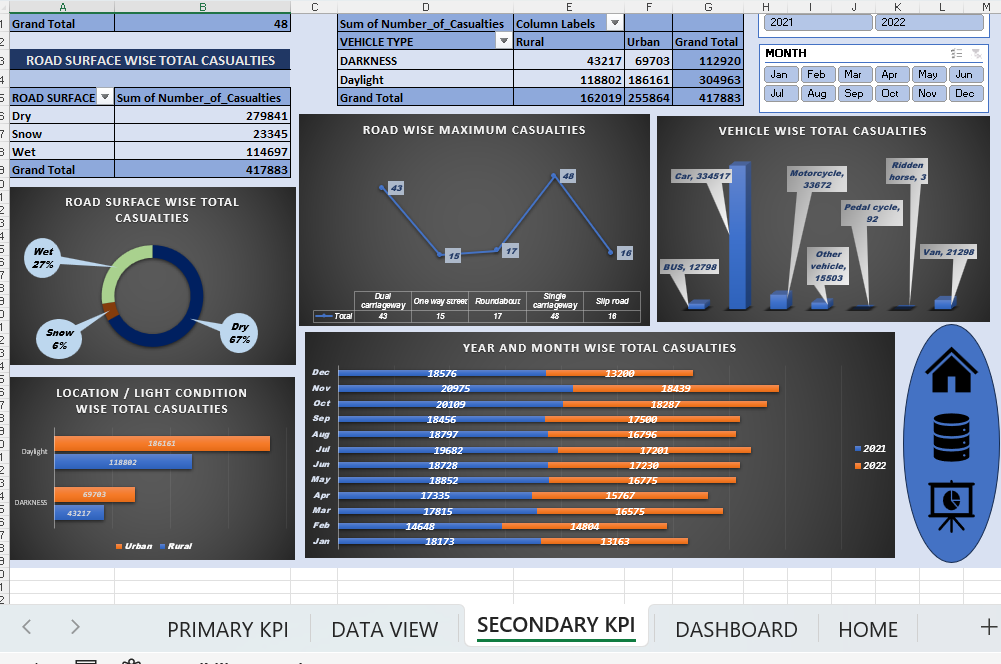 A B C D E F G H I J K L M
Grand Total 48
Sum of Number_of_Casualties Column Labels
VEHICLE TYPE Rural Urban Grand Total
DARKNESS 43217 69703 112920
Daylight 118802 186161 304963
Grand Total 162019 255864 417883
2021 2022
MONTH
Jan Feb Mar Apr May Jun
Jul Aug Sep Oct Nov Dec
ROAD SURFACE WISE TOTAL CASUALTIES
ROAD SURFACE Sum of Number_of_Casualties
Dry 279841
Snow 23345
Wet 114697
Grand Total 417883
ROAD SURFACE WISE TOTAL
CASUALTIES
Wet
27%
Snow
6%
Dry
67%
ROAD WISE MAXIMUM CASUALTIES
43
15
17
48
16
Dual carriageway One way street Roundabout Single carriageway Slip road
Total 43 15 17 48 16
VEHICLE WISE TOTAL CASUALTIES
Car, 334517
Motorcycle,
33672
Ridden
horse, 3
Pedal cycle,
92
BUS, 12798
Other
vehicle,
15503
Van, 21298
LOCATION / LIGHT CONDITION
WISE TOTAL CASUALTIES
Daylight
186161
118802
DARKNESS
69703
43217
Urban Rural
YEAR AND MONTH WISE TOTAL CASUALTIES
Dec 18576 13200
Nov 20975 18439
Oct 20109 18287
Sep 18456 17500
Aug 18797 16796
Jul 19682 17201
Jun 18728 17230
May 18852 16775
Apr 17335 15767
Mar 17815 16575
Feb 14648 14804
Jan 18173 13163
2021
2022
PRIMARY KPI DATA VIEW SECONDARY KPI DASHBOARD HOME